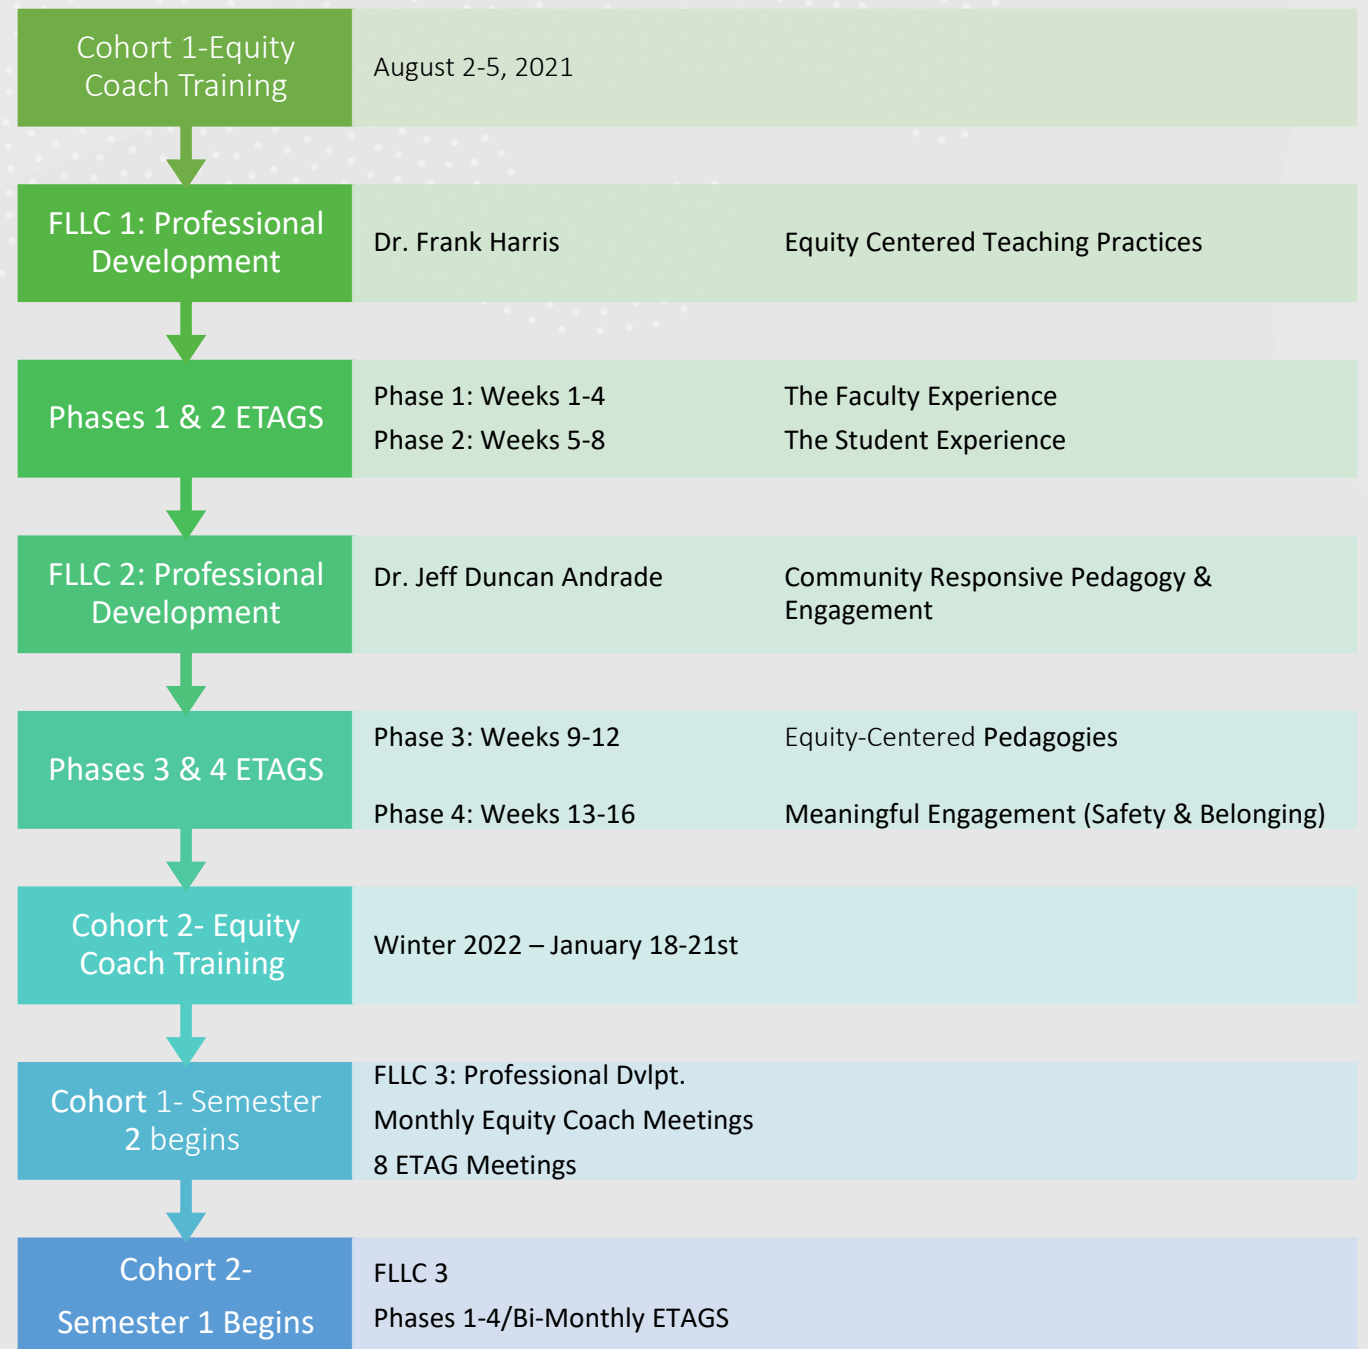 Cohort 1-Equity
Coach Training
August 2-5, 2021
FLLC 1: Professional
Development
Dr. Frank Harris
Equity Centered Teaching Practices
Phases 1 & 2 ETAGS
Phase 1: Weeks 1-4
The Faculty Experience
Phase 2: Weeks 5-8
The Student Experience
FLLC 2: Professional
Development
Dr. Jeff Duncan Andrade
Community Responsive Pedagogy &
Engagement
Phases 3 & 4 ETAGS
Phase 3: Weeks 9-12
Equity-Centered Pedagogies
Phase 4: Weeks 13-16
Meaningful Engagement (Safety & Belonging)
Cohort 2- Equity
Coach Training
Winter 2022 – January 18-21st
Cohort 1- Semester
2 begins
FLLC 3: Professional Dvlpt.
Monthly Equity Coach Meetings
8 ETAG Meetings
Cohort 2-
Semester 1 Begins
FLLC 3
Phases 1-4/Bi-Monthly ETAGS